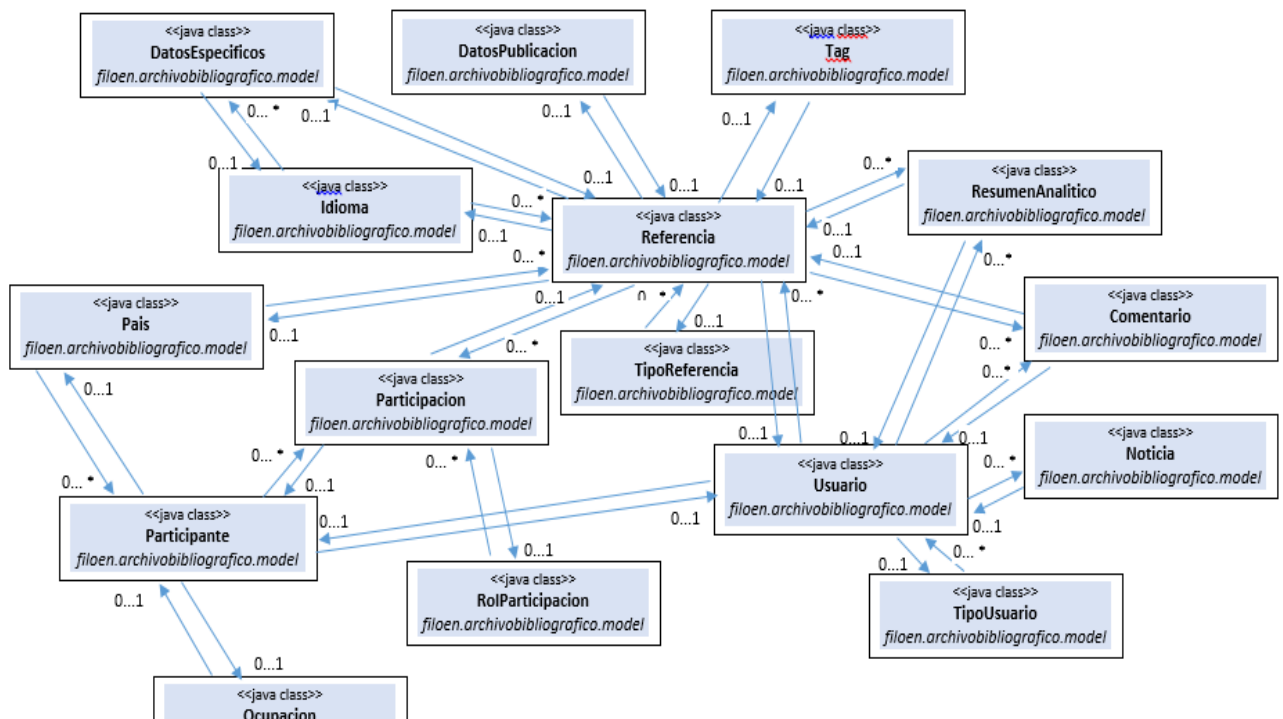 <<java class>>
DatosEspecificos
filoen.archivobibliografico.model
<<java class>>
DatosPublicacion
filoen.archivobibliografico.model
<<java class>>
Tag
filoen.archivobibliografico.model
0... *
0...1
0...1
0...1
0...1
0...1
0...1
0...1
<<java class>>
Idioma
filoen.archivobibliografico.model
0... *
0...1
<<java class>>
Referencia
filoen.archivobibliografico.model
0... *
0...1
<<java class>>
ResumenAnalitico
filoen.archivobibliografico.model
0... *
0...1
0... *
<<java class>>
Pais
filoen.archivobibliografico.model
0... *
0...1
0...1
0... *
*
0...1
0... *
<<java class>>
Comentario
filoen.archivobibliografico.model
0... *
0... *
<<java class>>
TipoReferencia
filoen.archivobibliografico.model
<<java class>>
Participacion
filoen.archivobibliografico.model
0...1
0... *
0... *
0...1
0... *
0...1
0...1
0...1
0... *
<<java class>>
Noticia
filoen.archivobibliografico.model
<<java class>>
Usuario
filoen.archivobibliografico.model
0...1
<<java class>>
Participante
filoen.archivobibliografico.model
0...1
0...1
0...1
<<java class>>
RolParticipacion
filoen.archivobibliografico.model
0...1
0... *
<<java class>>
TipoUsuario
filoen.archivobibliografico.model
0...1
0...1
<<java class>>
Ocupacion